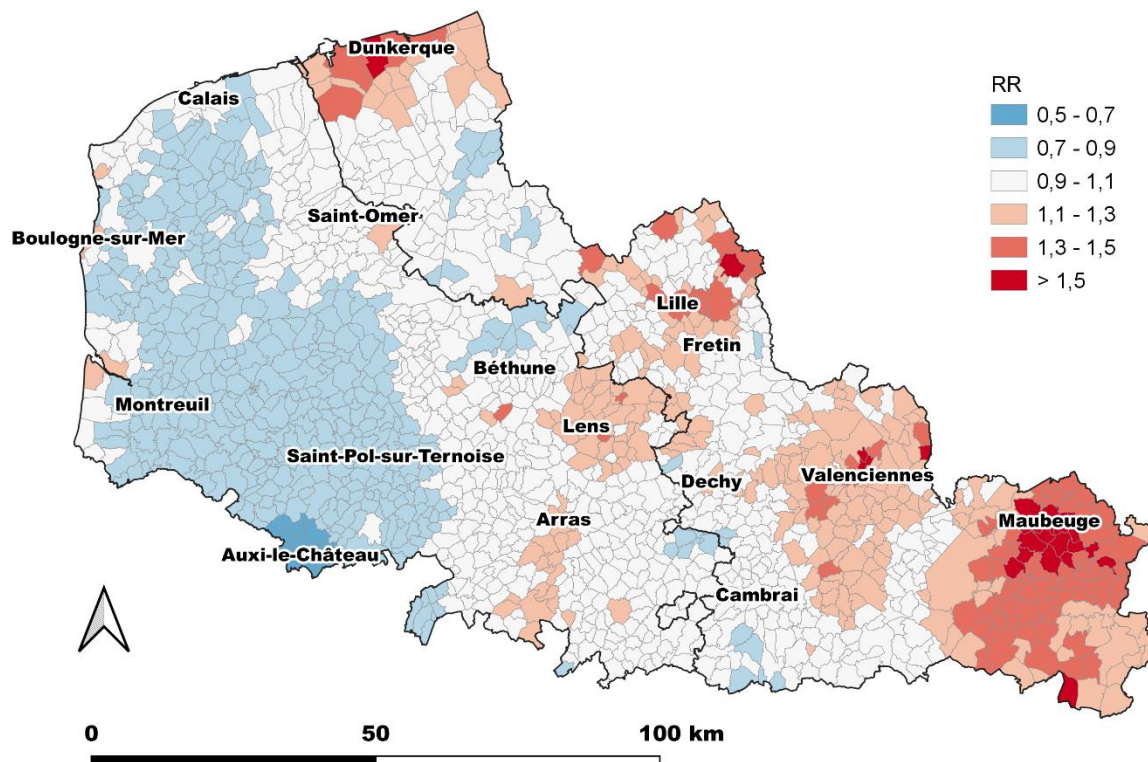 Dunkerque
Calais
RR
0,5 - 0,7
0,7 - 0,9
0,9 - 1,1
1,1 - 1,3
1,3 - 1,5
> 1,5
Saint-Omer
Boulogne-sur-Mer
Lille
Fretin
Béthune
Montreuil
Lens
Saint-Pol-sur-Ternoise
Valenciennes
Dechy
Arras
Maubeuge
Auxi-le-Château
Cambrai
0 50 100 km